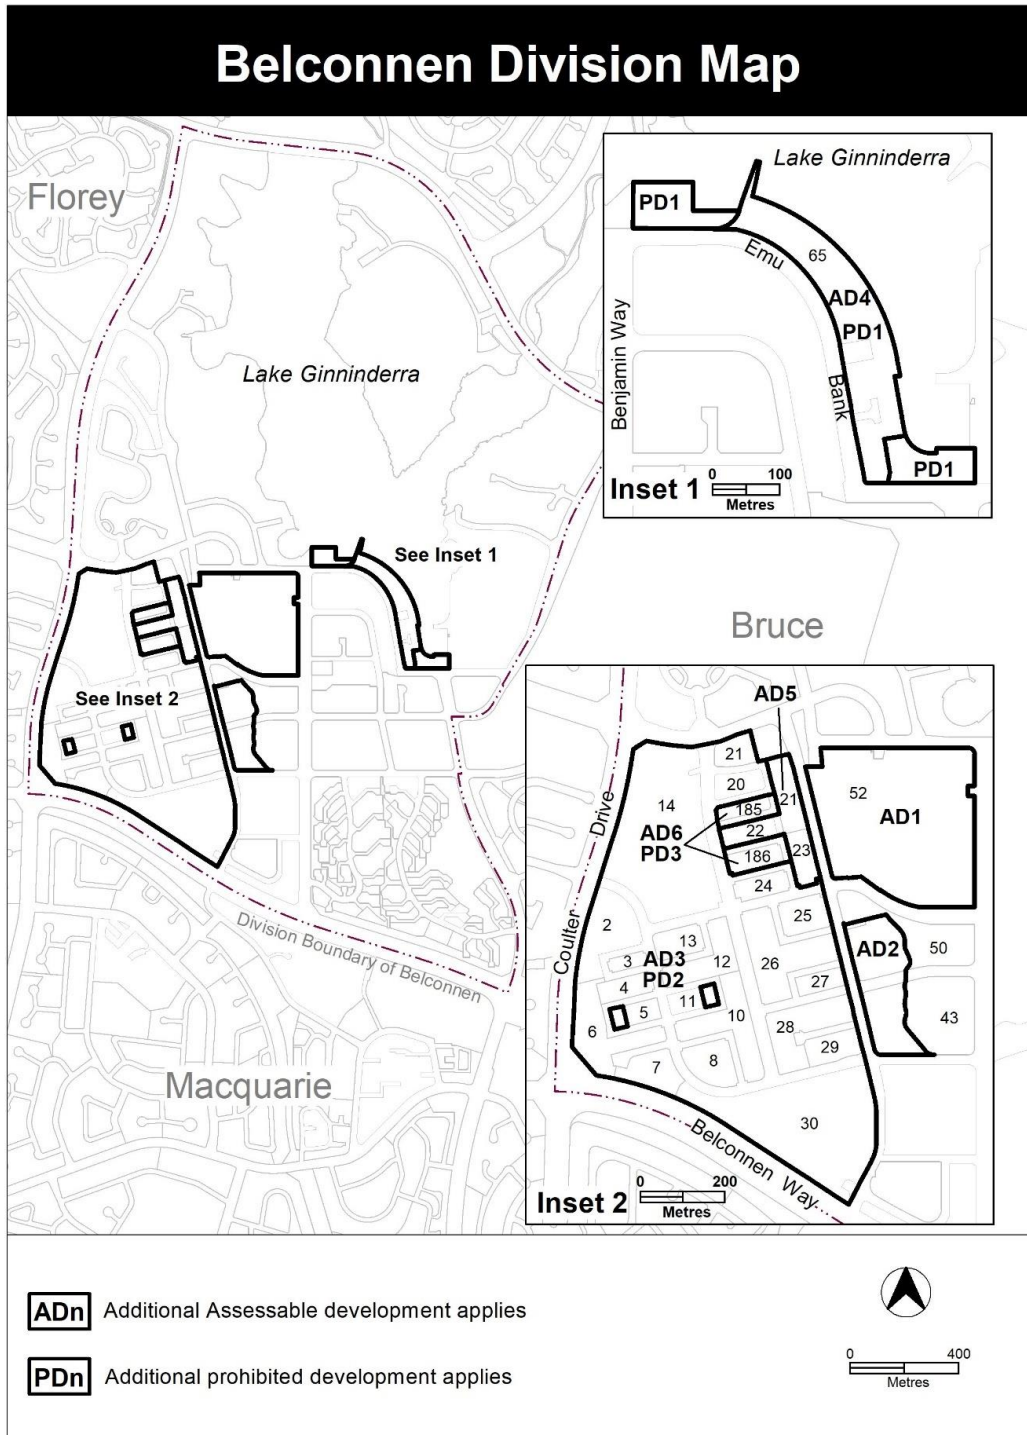 Belconnen Division Map
Florey
Lake Ginninderra
See Inset 1
See Inset 2
Bruce
Division Boundary of Belconnen
Macquarie
Lake Ginninderra
PD1
Emu
65
AD4
PD1
Benjamin Way
Bank
PD1
Inset 1
0 100
Metres
AD5
21
20
21
52
14
185
AD1
Drive
AD6
PD3
22
23
186
24
25
2
Coulter
13
AD3
PD2
3
12
26
AD2
50
4
27
11
5
10
43
6
28
29
8
7
30
Belconnen Way
Inset 2
0 200
Metres
ADn Additional Assessable development applies
PDn Additional prohibited development applies
0 400
Metres